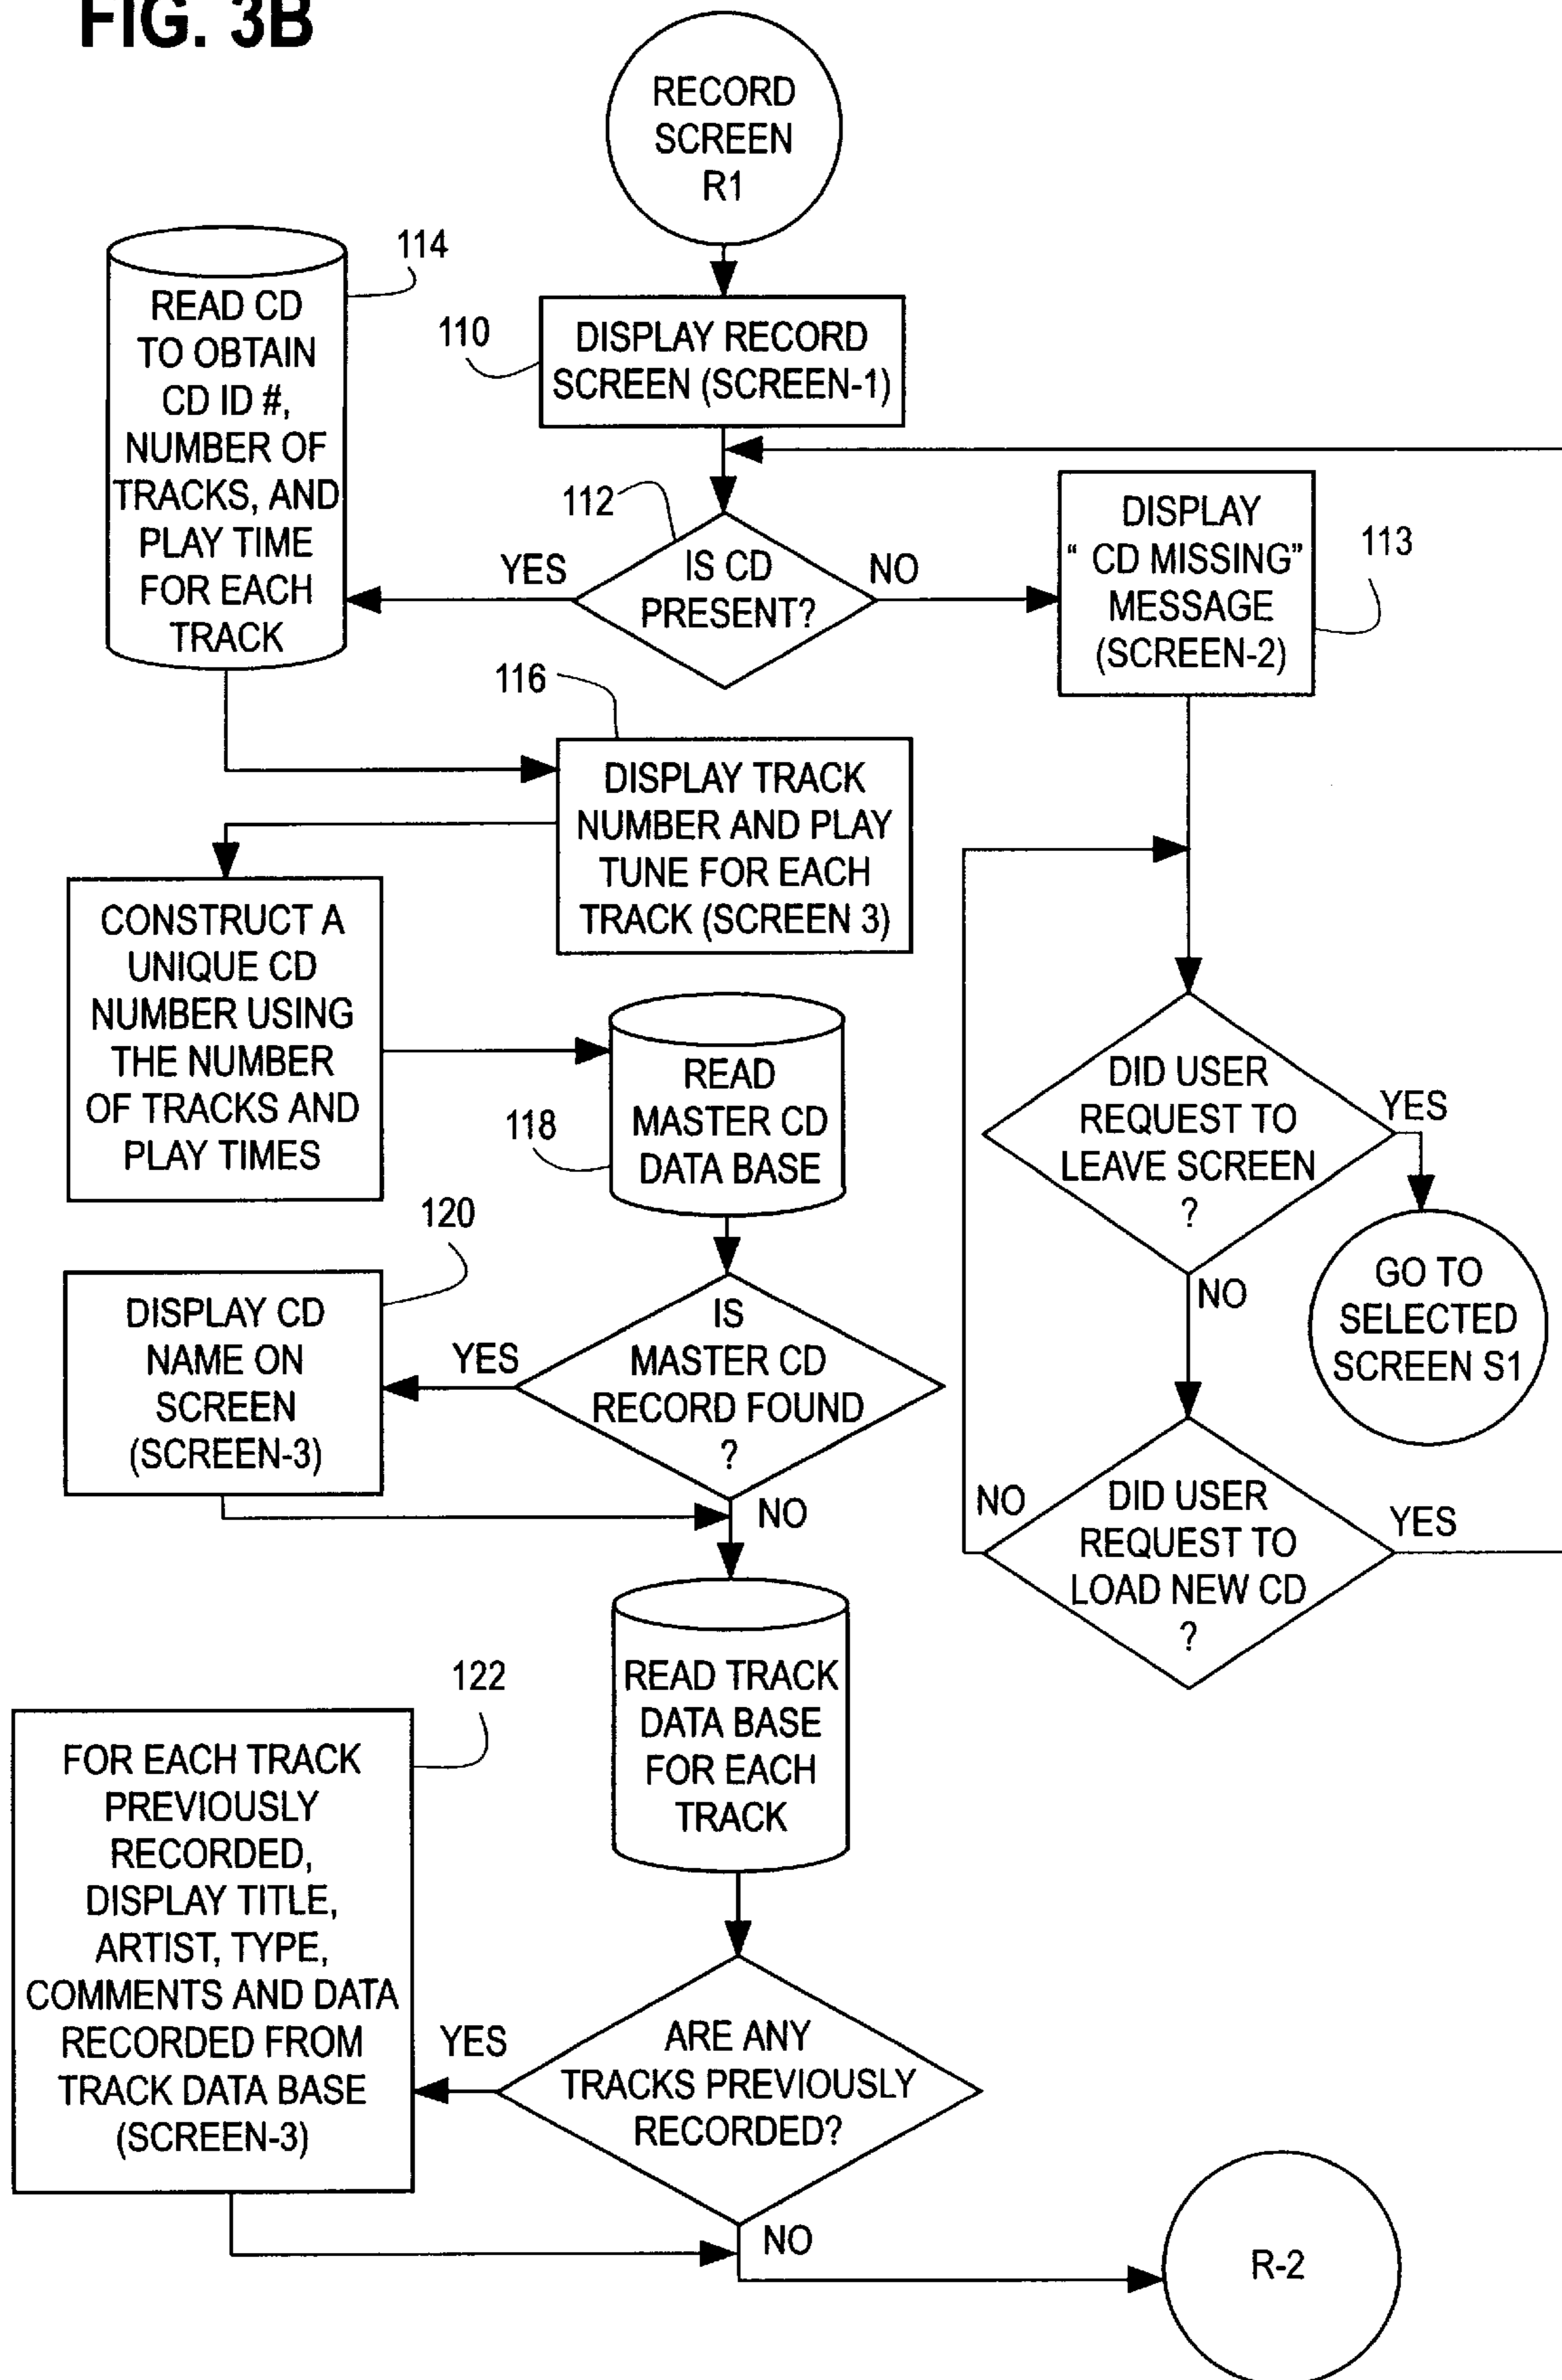 FIG. 3B
RECORD
SCREEN
R1
114
READ CD
TO OBTAIN
CD ID #,
NUMBER OF
TRACKS, AND
PLAY TIME
FOR EACH
TRACK
110
DISPLAY RECORD
SCREEN (SCREEN-1)
112
YES
IS CD
PRESENT?
NO
DISPLAY
“ CD MISSING”
MESSAGE
(SCREEN-2)
113
116
DISPLAY TRACK
NUMBER AND PLAY
TUNE FOR EACH
TRACK (SCREEN 3)
CONSTRUCT A
UNIQUE CD
NUMBER USING
THE NUMBER
OF TRACKS AND
PLAY TIMES
118
READ
MASTER CD
DATA BASE
DID USER
REQUEST TO
LEAVE SCREEN
?
YES
NO
GO TO
SELECTED
SCREEN S1
120
DISPLAY CD
NAME ON
SCREEN
(SCREEN-3)
YES
IS
MASTER CD
RECORD FOUND
?
NO
NO
DID USER
REQUEST TO
LOAD NEW CD
?
YES
READ TRACK
DATA BASE
FOR EACH
TRACK
122
FOR EACH TRACK
PREVIOUSLY
RECORDED,
DISPLAY TITLE,
ARTIST, TYPE,
COMMENTS AND DATA
RECORDED FROM
TRACK DATA BASE
(SCREEN-3)
YES
ARE ANY
TRACKS PREVIOUSLY
RECORDED?
NO
R-2